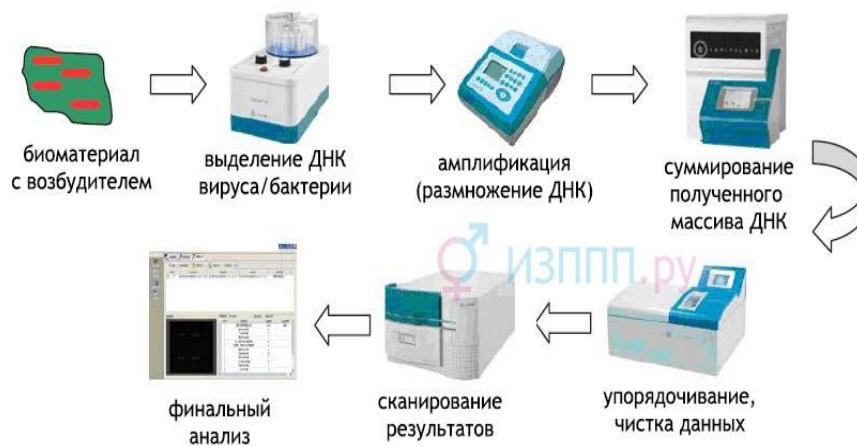 биоматериал
с возбудителем
выделение ДНК
вируса/бактерии
амплификация
(размножение ДНК)
CAPITALBIO
суммирование
полученного
массива ДНК
ИЗППП.ру
финальный
анализ
сканирование
результатов
упорядочивание,
чистка данных